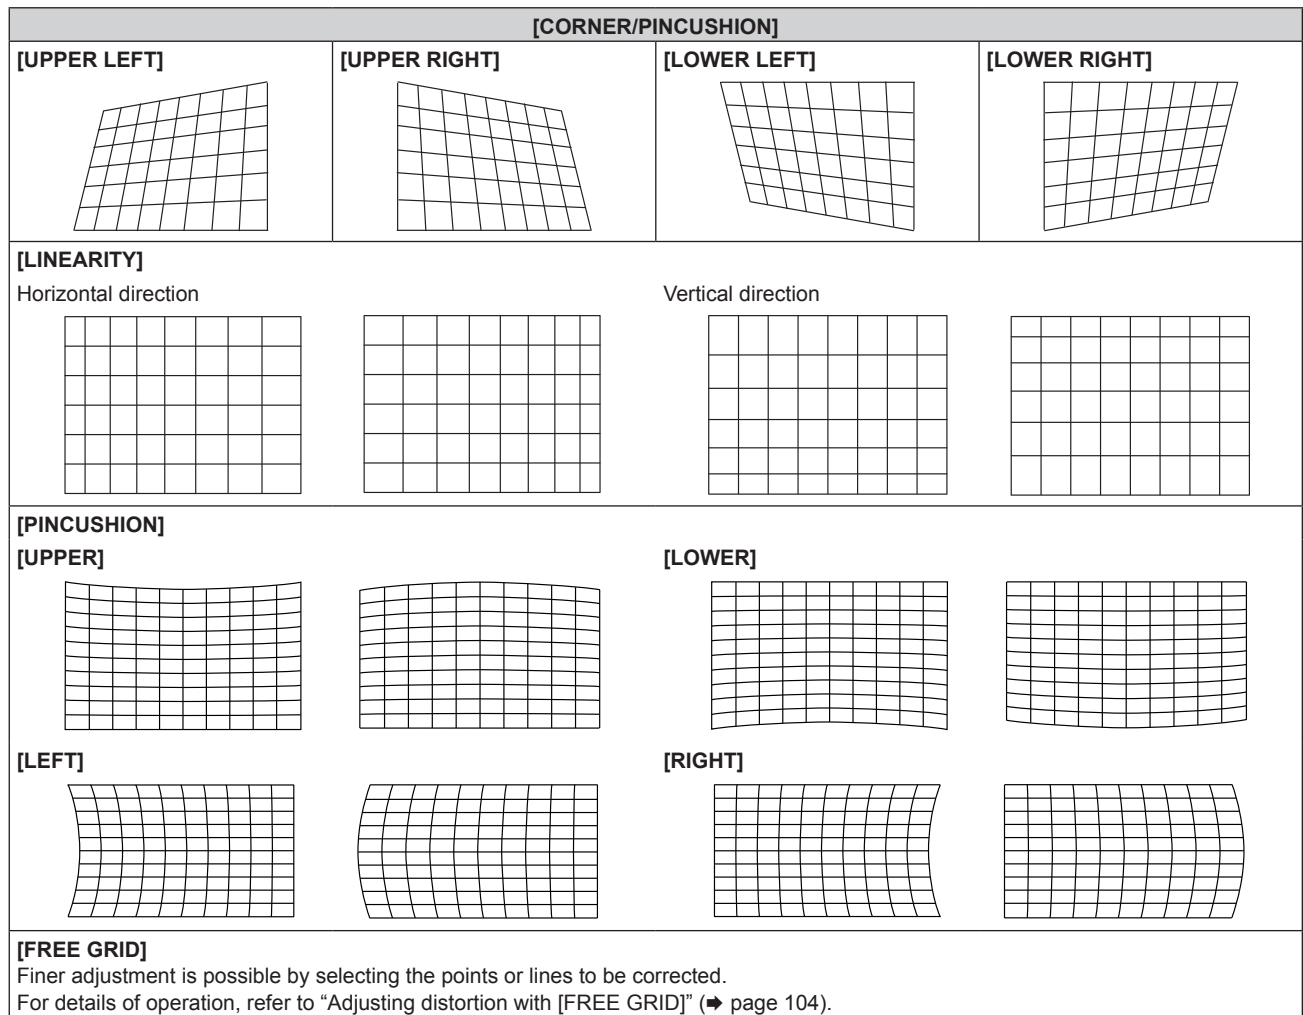 [CORNER/PINCUSHION]
[UPPER LEFT]
[UPPER RIGHT]
[LOWER LEFT]
[LOWER RIGHT]
[LINEARITY]
Horizontal direction
Vertical direction
[PINCUSHION]
[UPPER]
[LOWER]
[LEFT]
[RIGHT]
[FREE GRID]
Finer adjustment is possible by selecting the points or lines to be corrected.
For details of operation, refer to “Adjusting distortion with [FREE GRID]” (➡ page 104).